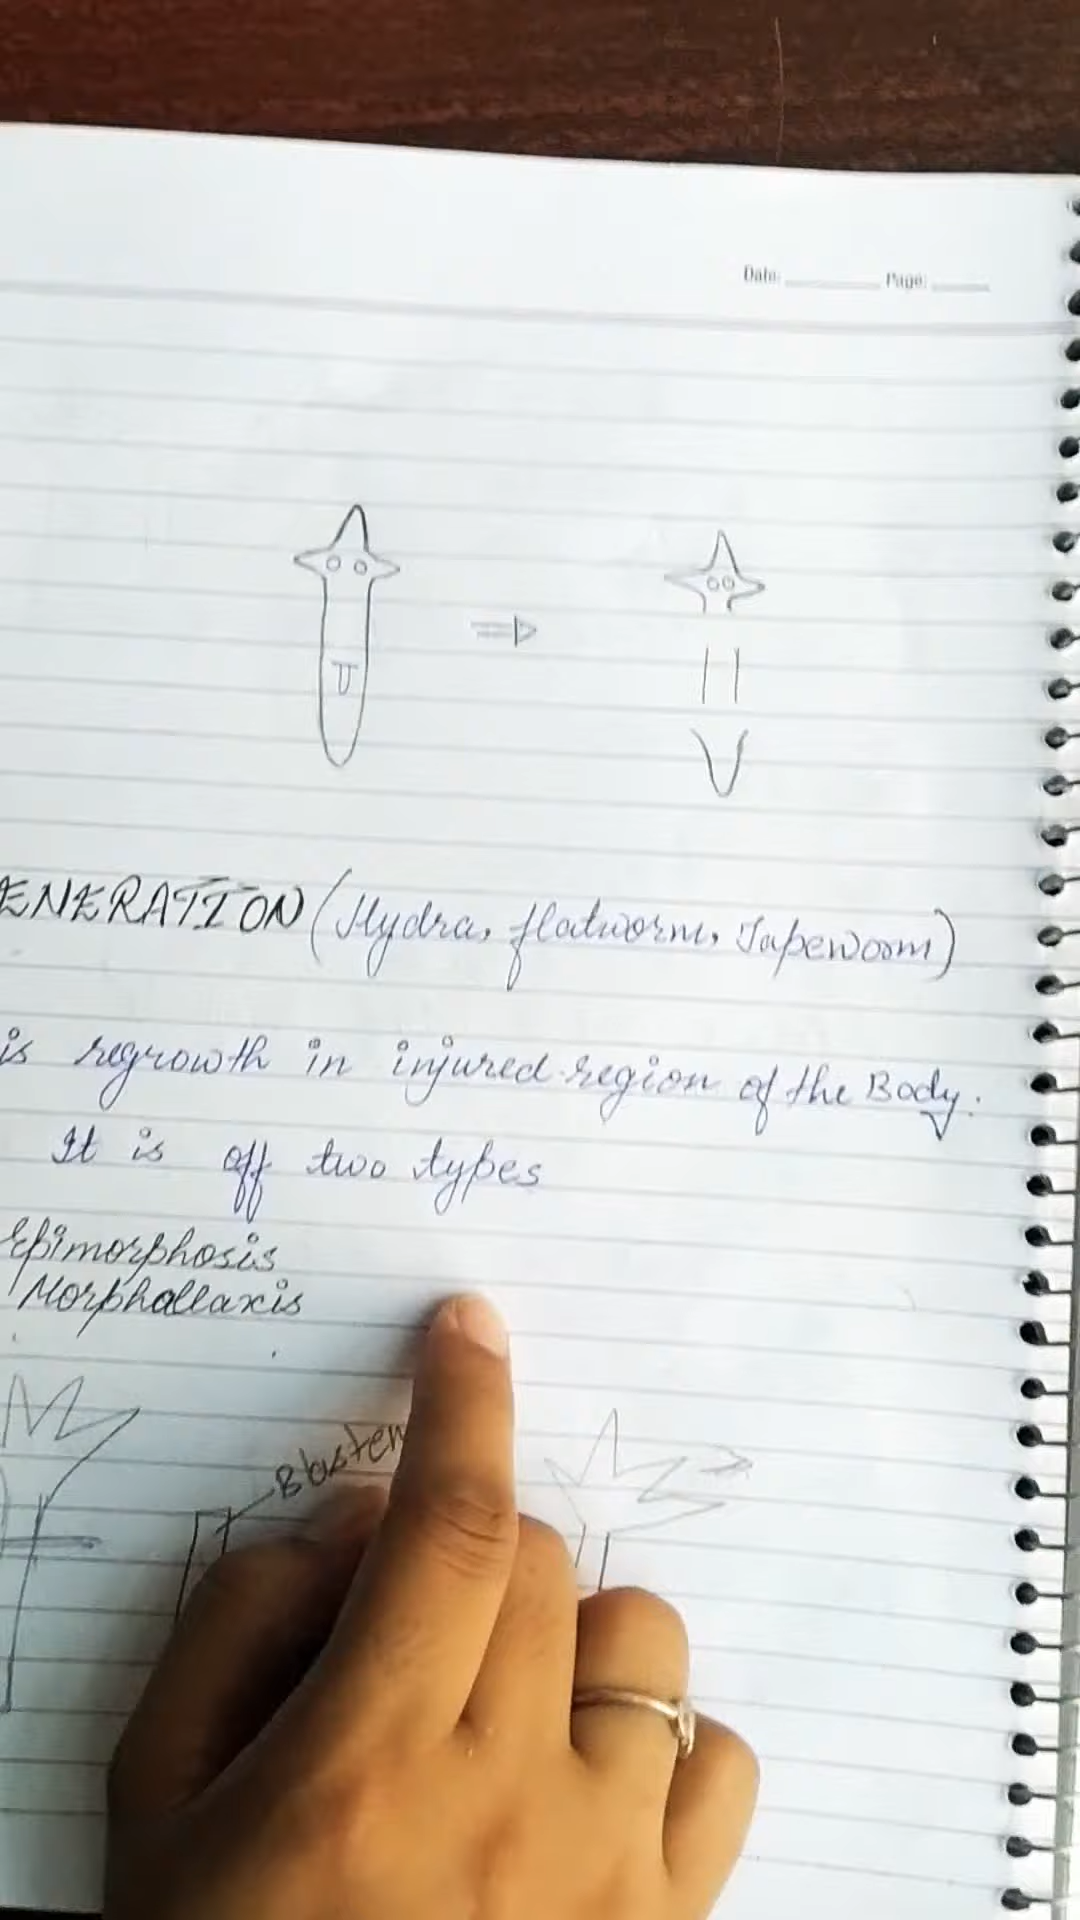 Date: Page:
ENERATION (Hydra, flatworm, Tapeworm)
is regrowth in injured region of the Body.
It is off two types
Epimorphosis
Morphallaxis
Blastem